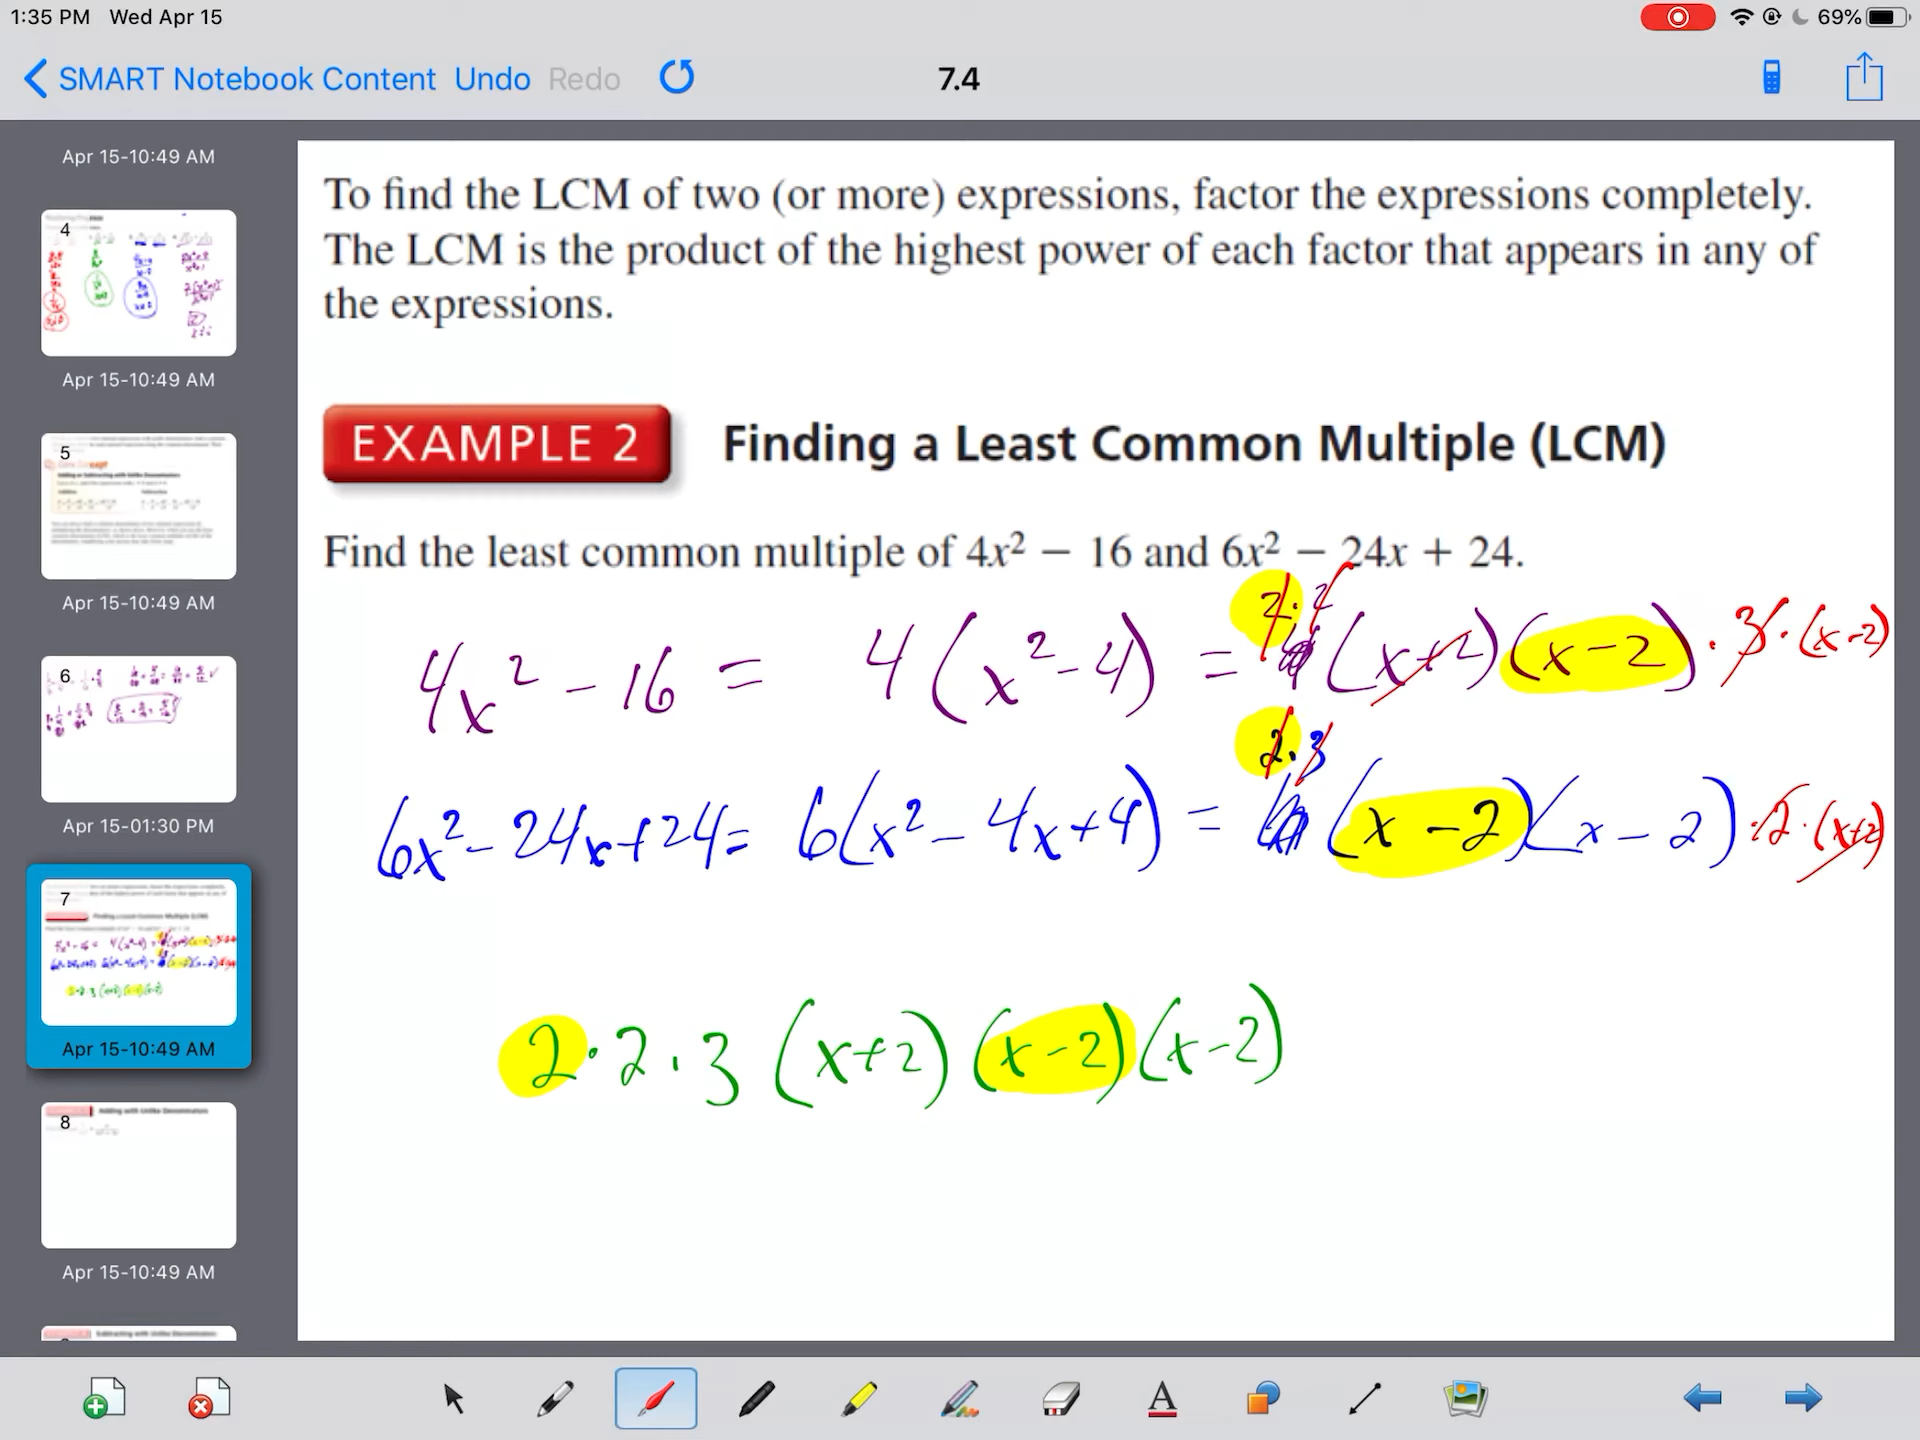 1:35 PM Wed Apr 15
69%
SMART Notebook Content Undo Redo
7.4
Apr 15-10:49 AM
4
Apr 15-10:49 AM
5
Apr 15-10:49 AM
6
Apr 15-01:30 PM
7
Apr 15-10:49 AM
8
Apr 15-10:49 AM
To find the LCM of two (or more) expressions, factor the expressions completely.
The LCM is the product of the highest power of each factor that appears in any of
the expressions.
EXAMPLE 2 Finding a Least Common Multiple (LCM)
Find the least common multiple of 4x² − 16 and 6x² − 24x + 24.
2·2
4x² - 16 = 4(x² - 4) = 4(x+2)(x-2) · 3 · (x-2)
2·3
6x² - 24x + 24 = 6(x² - 4x + 4) = 6(x-2)(x-2) · 2 · (x+2)
2 · 2 · 3 (x+2)(x-2)(x-2)
A